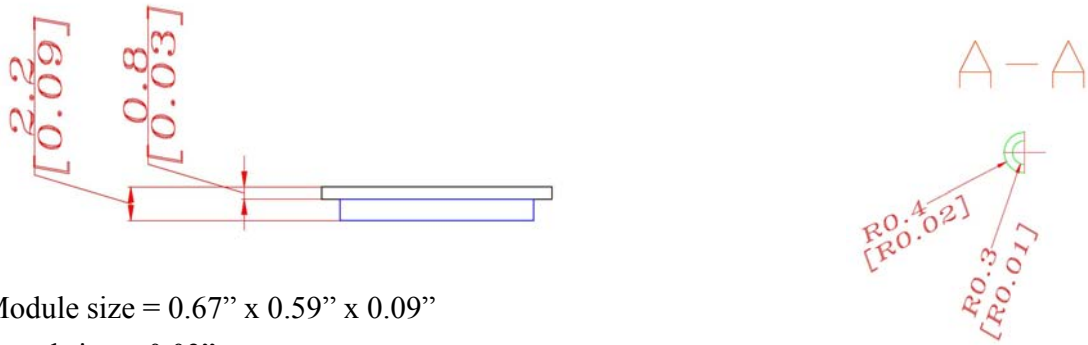 2.2
[0.09]
0.8
[0.03]
A - A
R0.4
[R0.02]
R0.3
[R0.01]
Module size = 0.67” x 0.59” x 0.09”